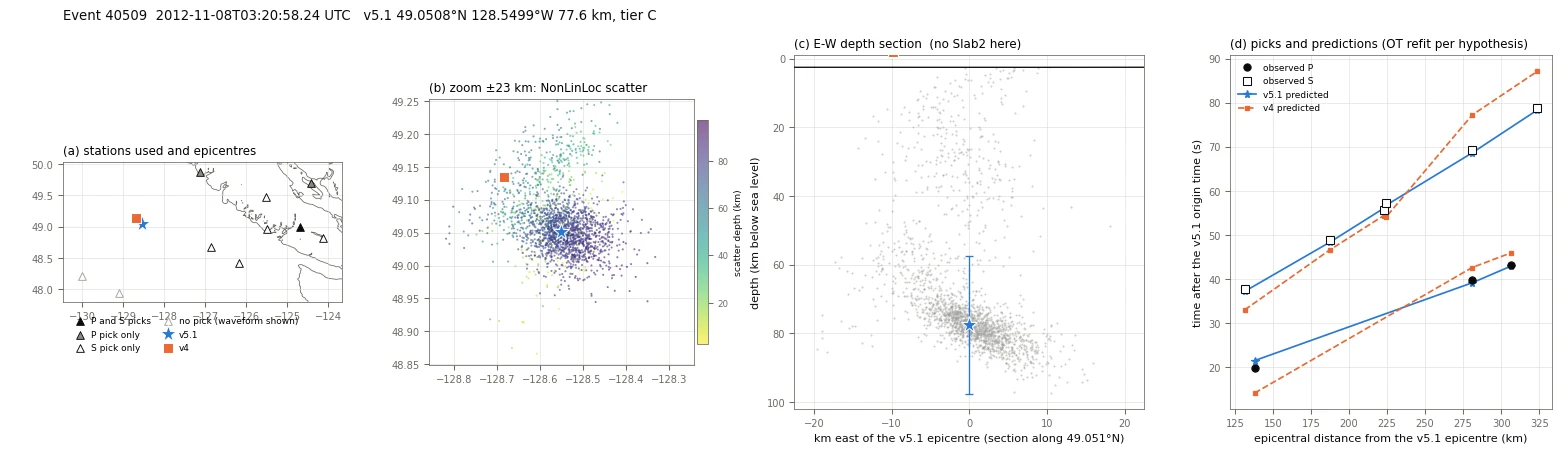 Event 40509  2012-11-08T03:20:58.24 UTC   v5.1 49.0508°N 128.5499°W 77.6 km, tier C
(a) stations used and epicentres
50.0
49.5
49.0
48.5
48.0
−130
−129
−128
−127
−126
−125
−124
P and S picks
P pick only
S pick only
no pick (waveform shown)
v5.1
v4
(b) zoom ±23 km: NonLinLoc scatter
49.25
49.20
49.15
49.10
49.05
49.00
48.95
48.90
48.85
−128.8
−128.7
−128.6
−128.5
−128.4
−128.3
80
60
40
20
scatter depth (km)
(c) E-W depth section  (no Slab2 here)
0
20
40
60
80
100
−20
−10
0
10
20
depth (km below sea level)
km east of the v5.1 epicentre (section along 49.051°N)
(d) picks and predictions (OT refit per hypothesis)
observed P
observed S
v5.1 predicted
v4 predicted
90
80
70
60
50
40
30
20
125
150
175
200
225
250
275
300
325
time after the v5.1 origin time (s)
epicentral distance from the v5.1 epicentre (km)